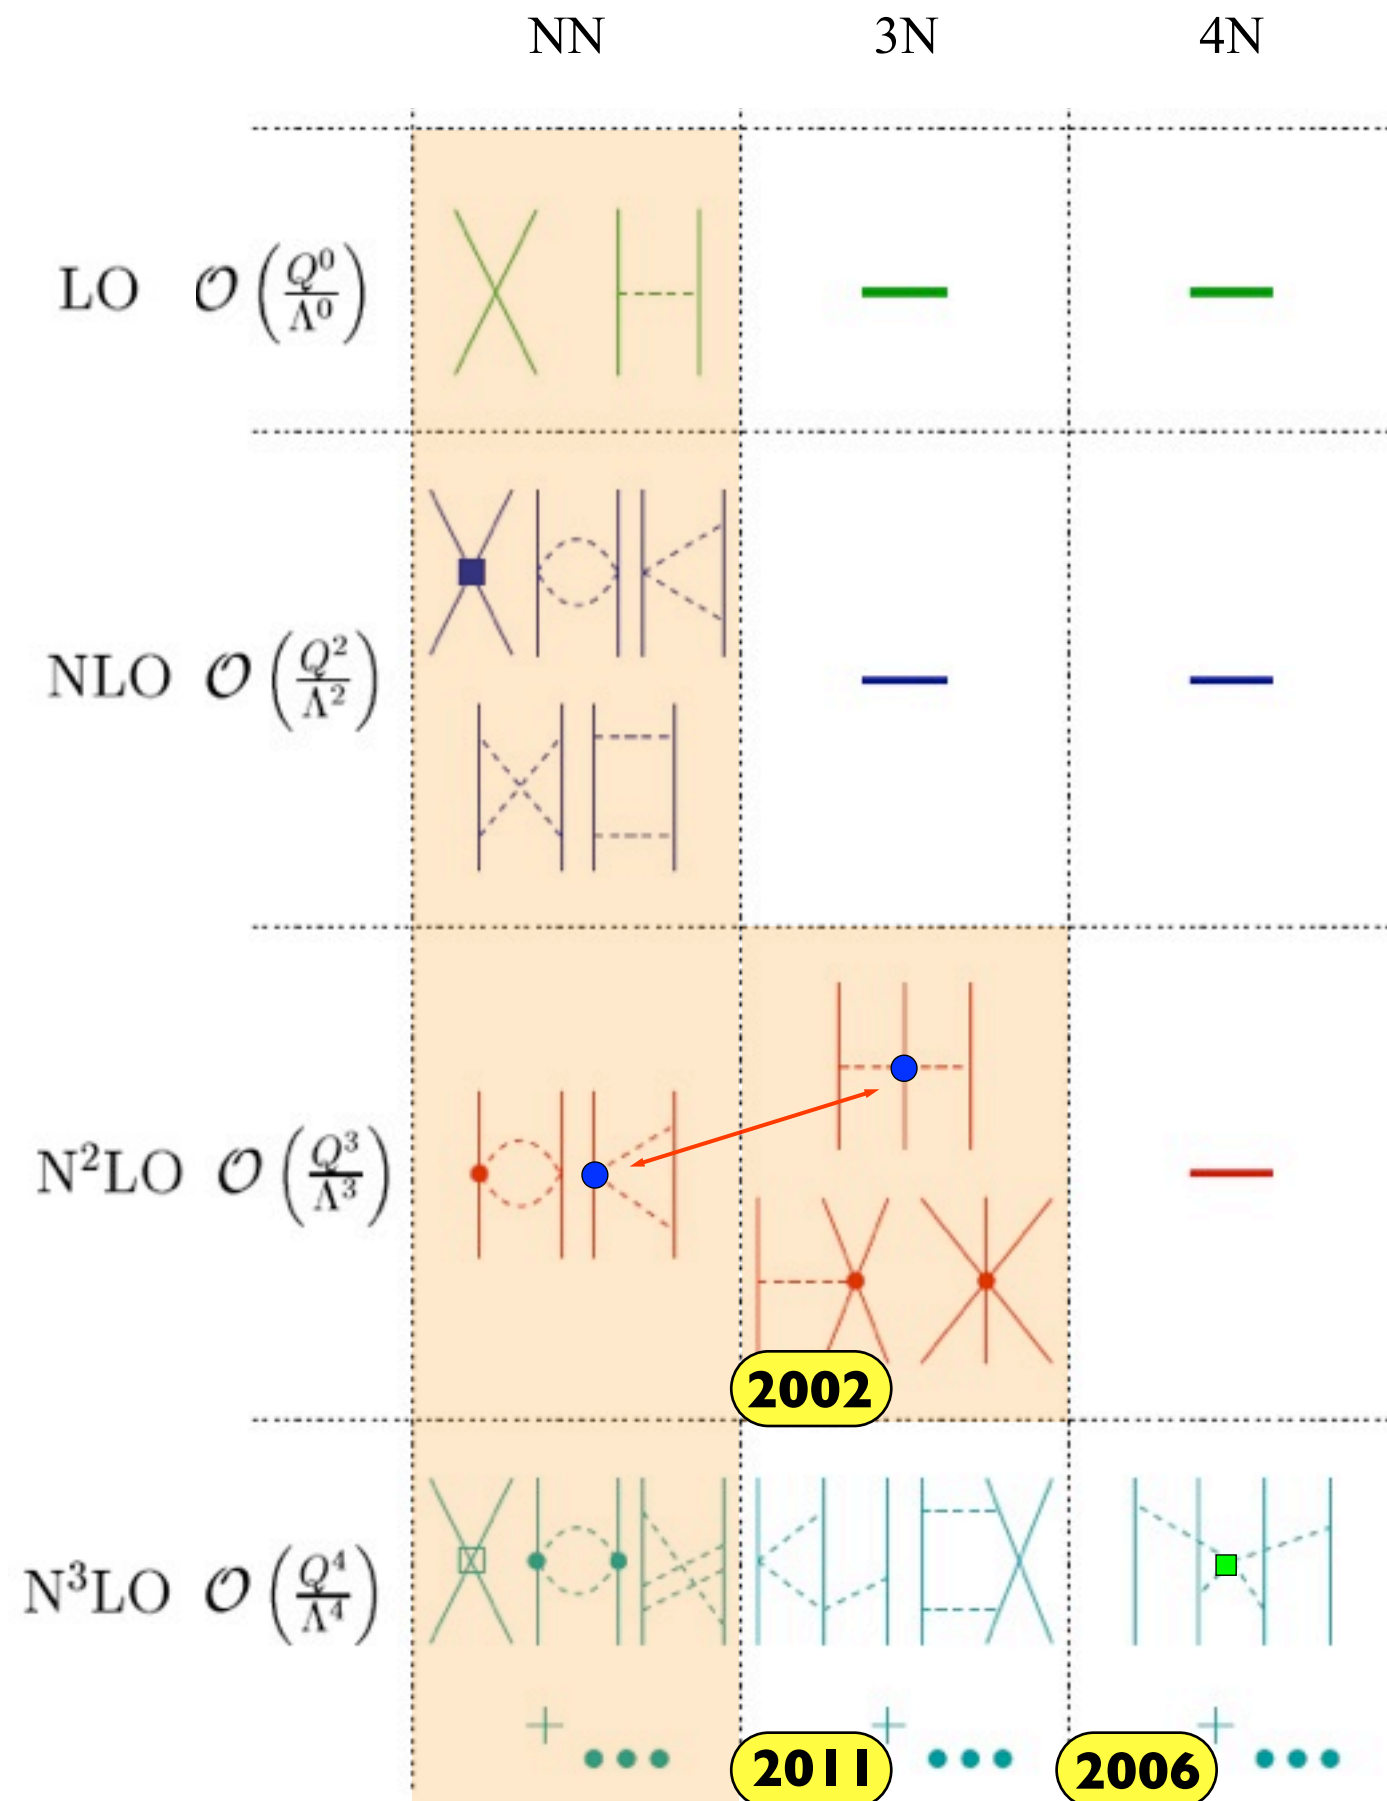 NN 3N 4N
LO 𝒪(Q⁰/Λ⁰)
NLO 𝒪(Q²/Λ²)
N²LO 𝒪(Q³/Λ³)
2002
N³LO 𝒪(Q⁴/Λ⁴)
+ ... + ... + ...
2011 2006